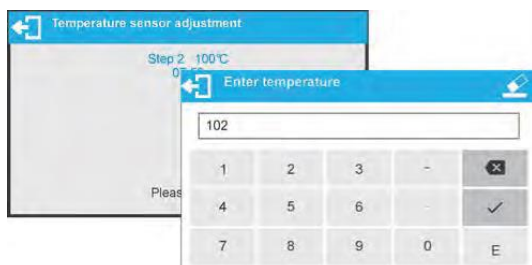 Temperature sensor adjustment
Step 2 100℃
Enter temperature
102
1 2 3 -
4 5 6 ✓
7 8 9 0 E